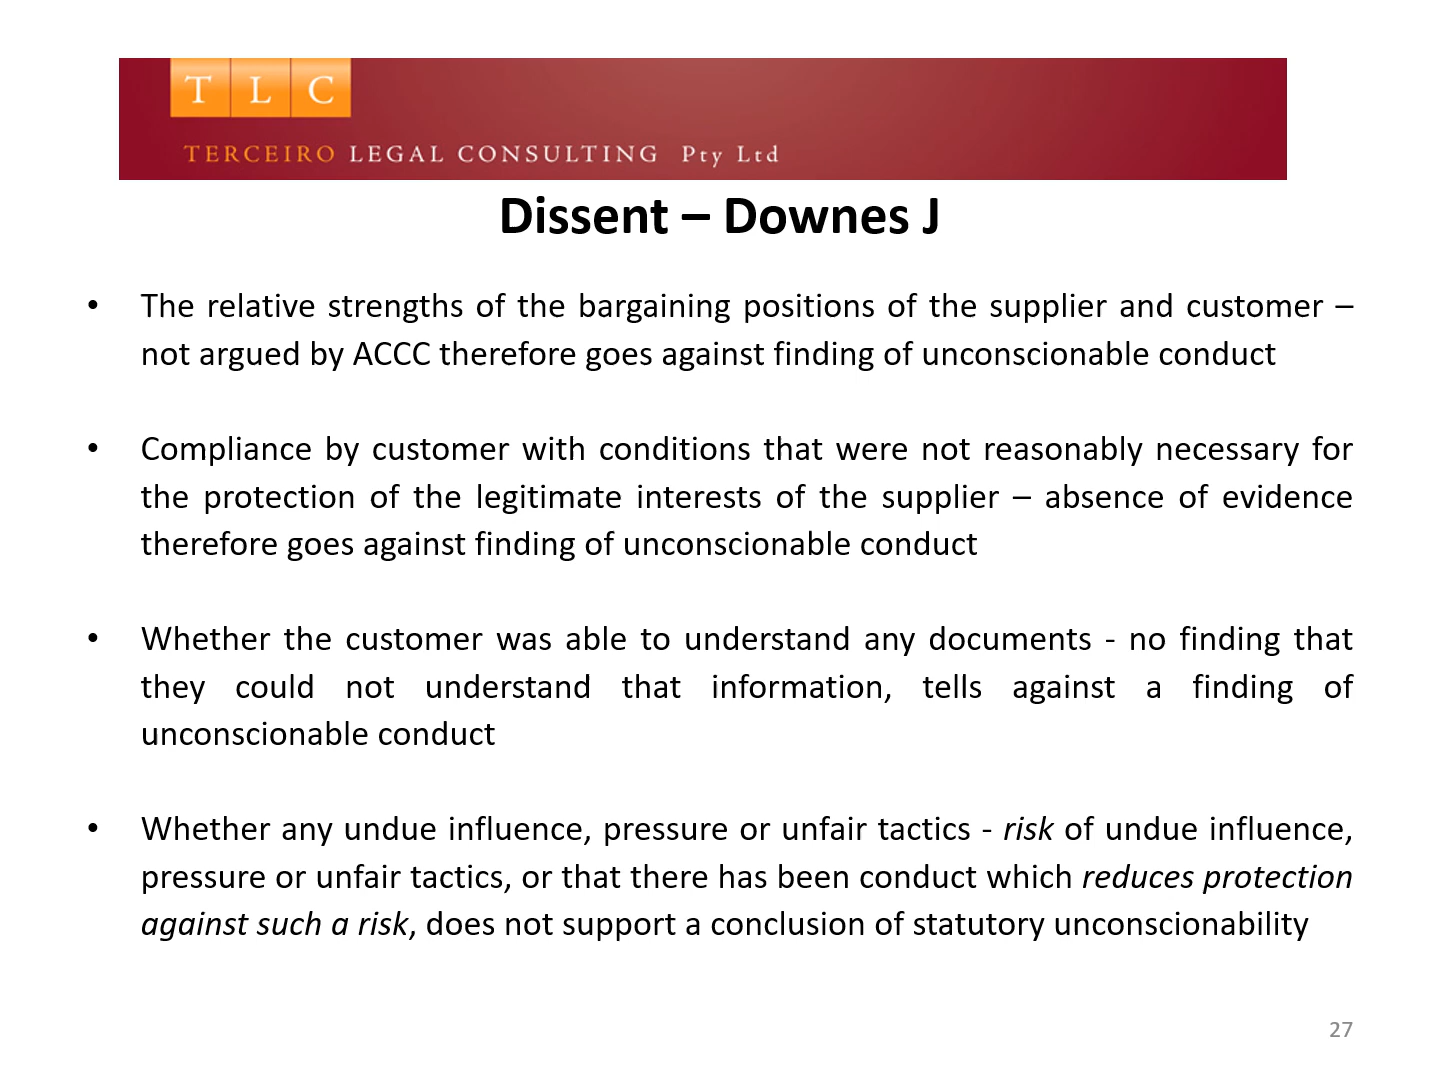 T L C
TERCEIRO LEGAL CONSULTING Pty Ltd
Dissent – Downes J
• The relative strengths of the bargaining positions of the supplier and customer –
not argued by ACCC therefore goes against finding of unconscionable conduct
• Compliance by customer with conditions that were not reasonably necessary for
the protection of the legitimate interests of the supplier – absence of evidence
therefore goes against finding of unconscionable conduct
• Whether the customer was able to understand any documents - no finding that
they could not understand that information, tells against a finding of
unconscionable conduct
• Whether any undue influence, pressure or unfair tactics - risk of undue influence,
pressure or unfair tactics, or that there has been conduct which reduces protection
against such a risk, does not support a conclusion of statutory unconscionability
27